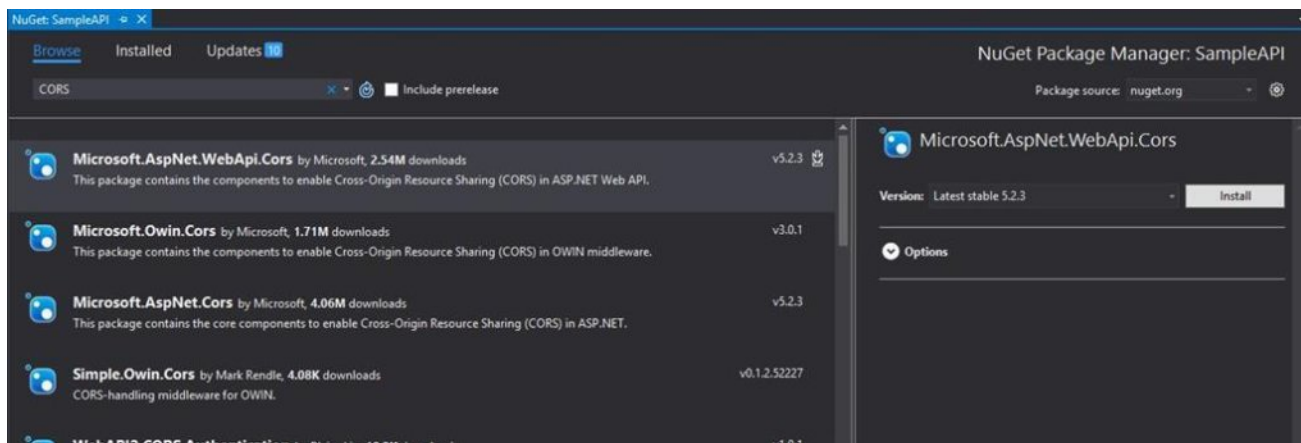 NuGet: SampleAPI
Browse Installed Updates 10
NuGet Package Manager: SampleAPI
CORS
Include prerelease
Package source: nuget.org
Microsoft.AspNet.WebApi.Cors by Microsoft, 2.54M downloads v5.2.3
This package contains the components to enable Cross-Origin Resource Sharing (CORS) in ASP.NET Web API.
Microsoft.Owin.Cors by Microsoft, 1.71M downloads v3.0.1
This package contains the components to enable Cross-Origin Resource Sharing (CORS) in OWIN middleware.
Microsoft.AspNet.Cors by Microsoft, 4.06M downloads v5.2.3
This package contains the core components to enable Cross-Origin Resource Sharing (CORS) in ASP.NET.
Simple.Owin.Cors by Mark Rendle, 4.08K downloads v0.1.2.52227
CORS-handling middleware for OWIN.
Microsoft.AspNet.WebApi.Cors
Version: Latest stable 5.2.3 Install
Options